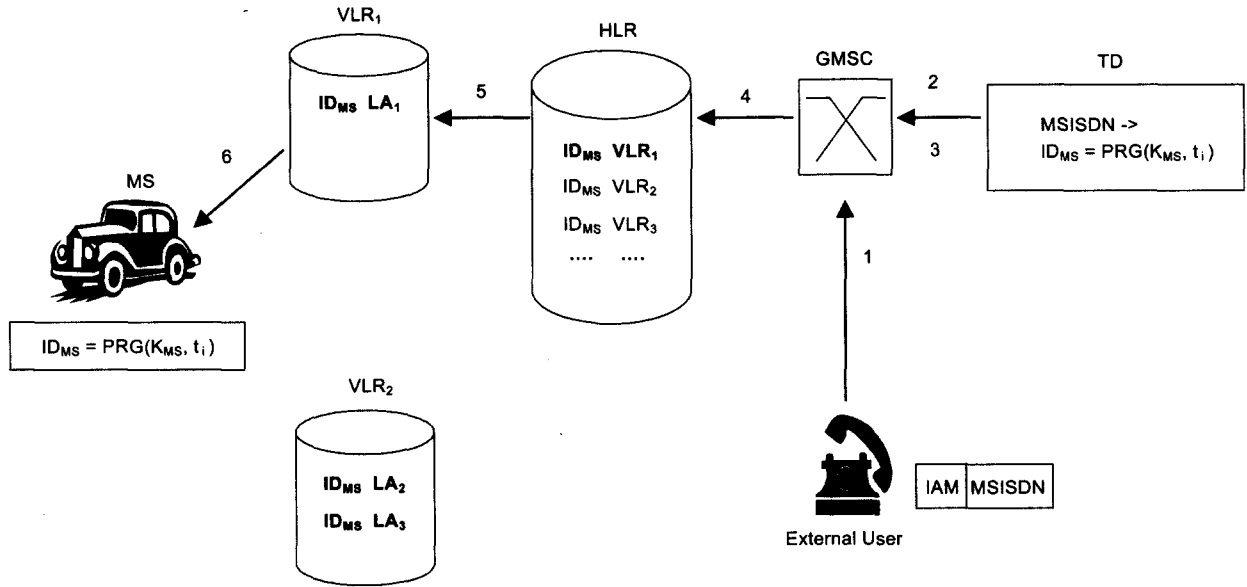 VLR1
HLR
GMSC
TD
ID_MS LA1
5
4
2
3
MSISDN ->
ID_MS = PRG(K_MS, t_i)
ID_MS VLR1
ID_MS VLR2
ID_MS VLR3
.... ....
6
MS
1
ID_MS = PRG(K_MS, t_i)
VLR2
ID_MS LA2
ID_MS LA3
IAM MSISDN
External User